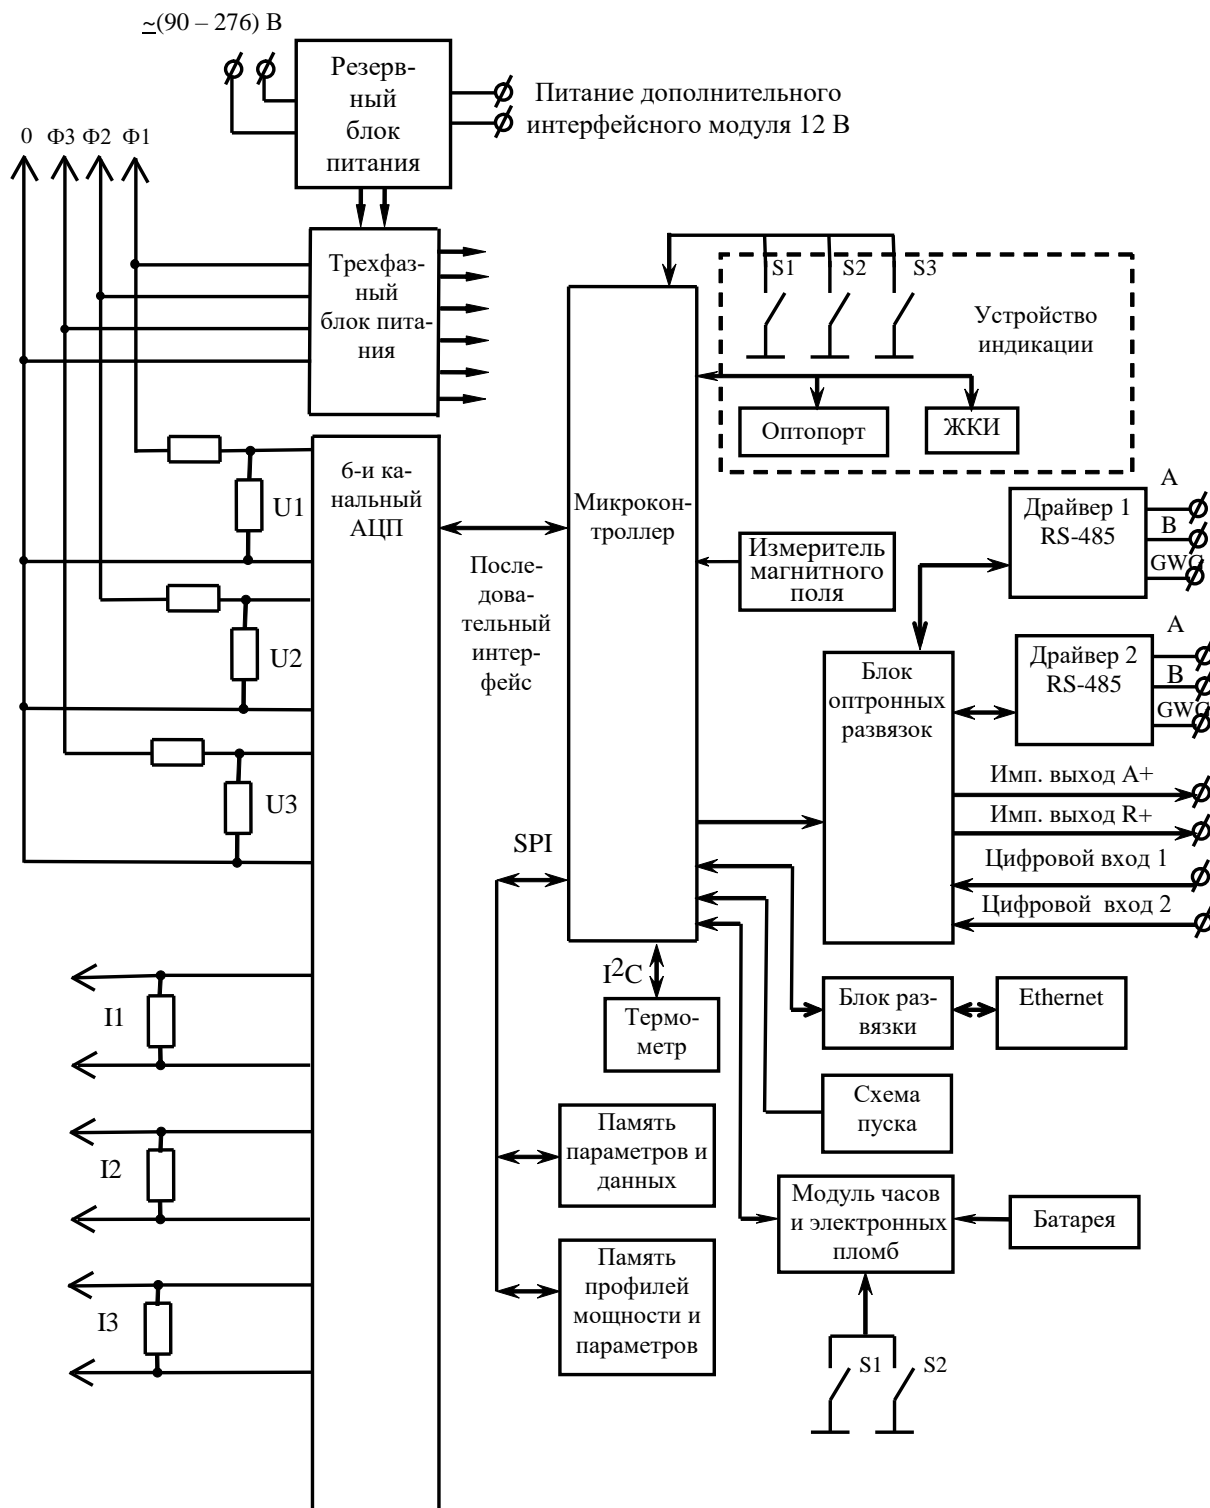 ~(90 – 276) В
Резерв-
ный
блок
питания
Питание дополнительного
интерфейсного модуля 12 В
0 Ф3 Ф2 Ф1
Трехфаз-
ный
блок пита-
ния
S1 S2 S3
Устройство
индикации
Оптопорт
ЖКИ
6-и ка-
нальный
АЦП
U1
U2
U3
После-
дова-
тельный
интер-
фейс
Микрокон-
троллер
Измеритель
магнитного
поля
Драйвер 1
RS-485
A
B
GWG
Драйвер 2
RS-485
A
B
GWG
Блок
оптронных
развязок
Имп. выход А+
Имп. выход R+
Цифровой вход 1
Цифровой вход 2
SPI
I2C
Термо-
метр
Блок раз-
вязки
Ethernet
Схема
пуска
I1
I2
I3
Память
параметров и
данных
Память
профилей
мощности и
параметров
Модуль часов
и электронных
пломб
Батарея
S1 S2